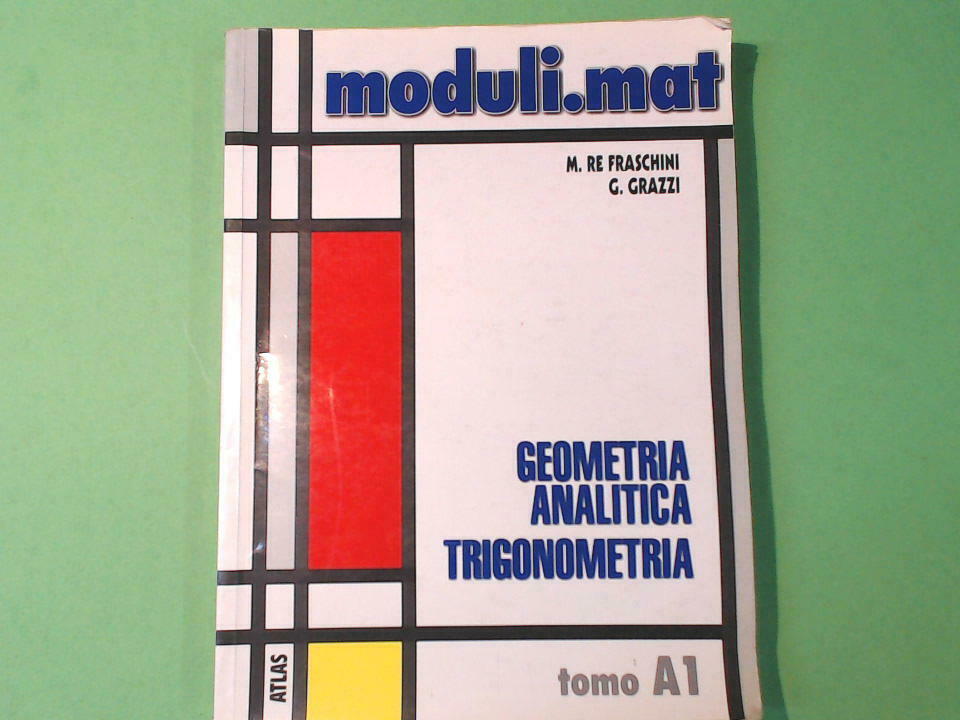 moduli.mat
M. RE FRASCHINI
G. GRAZZI
GEOMETRIA
ANALITICA
TRIGONOMETRIA
ATLAS
tomo A1